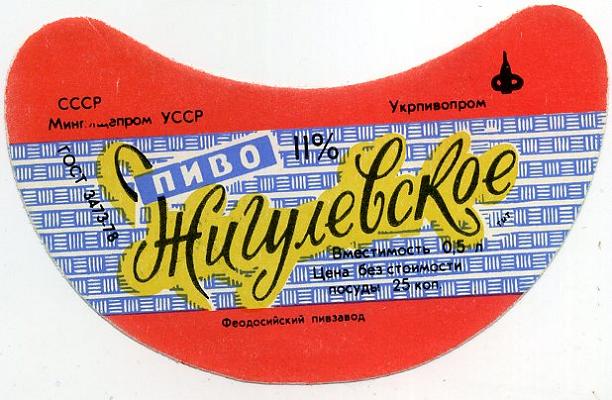 СССР
Минпищепром УССР
Укрпивопром
ГОСТ 3473-78
ПИВО 11%
Жигулевское
Вместимость 0,5 л
Цена без стоимости
посуды 25 коп.
Феодосийский пивзавод